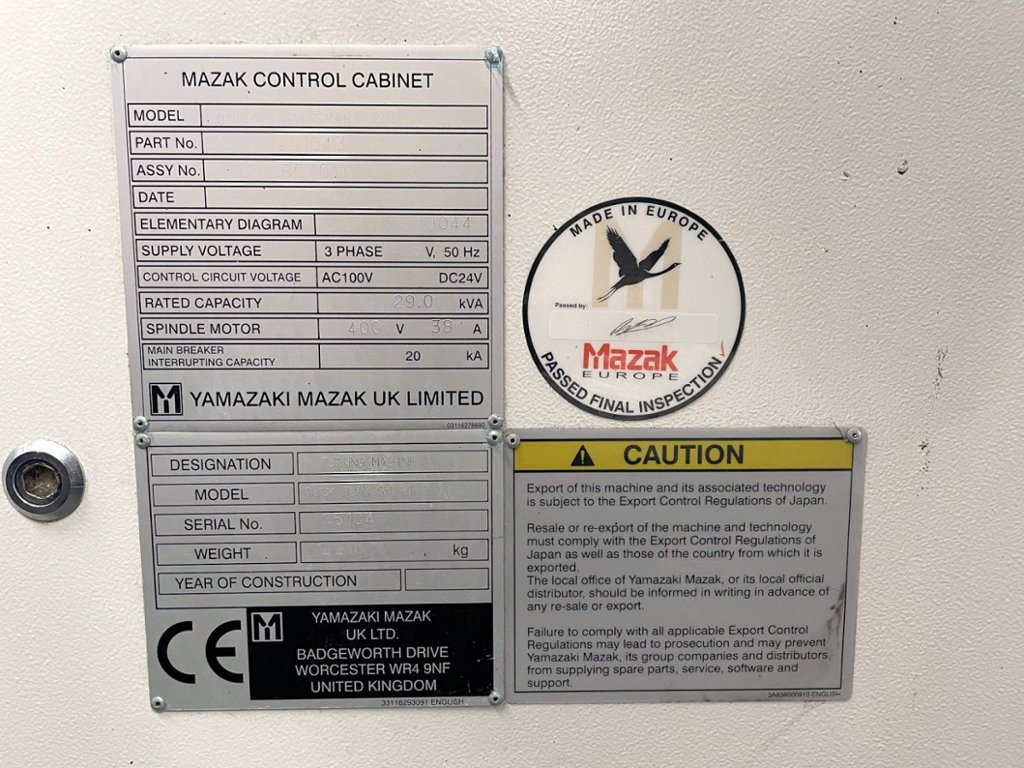 MAZAK CONTROL CABINET
MODEL
PART No.
ASSY No.
DATE
ELEMENTARY DIAGRAM
SUPPLY VOLTAGE 3 PHASE V, 50 Hz
CONTROL CIRCUIT VOLTAGE AC100V DC24V
RATED CAPACITY 29.0 kVA
SPINDLE MOTOR 400 V 38 A
MAIN BREAKER
INTERRUPTING CAPACITY 20 kA
YAMAZAKI MAZAK UK LIMITED
03116276690
DESIGNATION MACHINE
MODEL
SERIAL No.
WEIGHT kg
YEAR OF CONSTRUCTION
CE
YAMAZAKI MAZAK
UK LTD.
BADGEWORTH DRIVE
WORCESTER WR4 9NF
UNITED KINGDOM
33116293091 ENGLISH
MADE IN EUROPE
Passed by:
Mazak
EUROPE
PASSED FINAL INSPECTION
CAUTION
Export of this machine and its associated technology
is subject to the Export Control Regulations of Japan.
Resale or re-export of the machine and technology
must comply with the Export Control Regulations of
Japan as well as those of the country from which it is
exported.
The local office of Yamazaki Mazak, or its local official
distributor, should be informed in writing in advance of
any re-sale or export.
Failure to comply with all applicable Export Control
Regulations may lead to prosecution and may prevent
Yamazaki Mazak, its group companies and distributors,
from supplying spare parts, service, software and
support.
3A036000910 ENGLISH